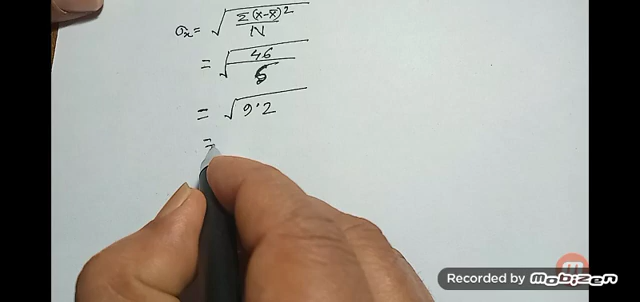 σx = √Σ(x-x̄)²/N
= √46/5
= √9.2
=
Recorded by mobizen